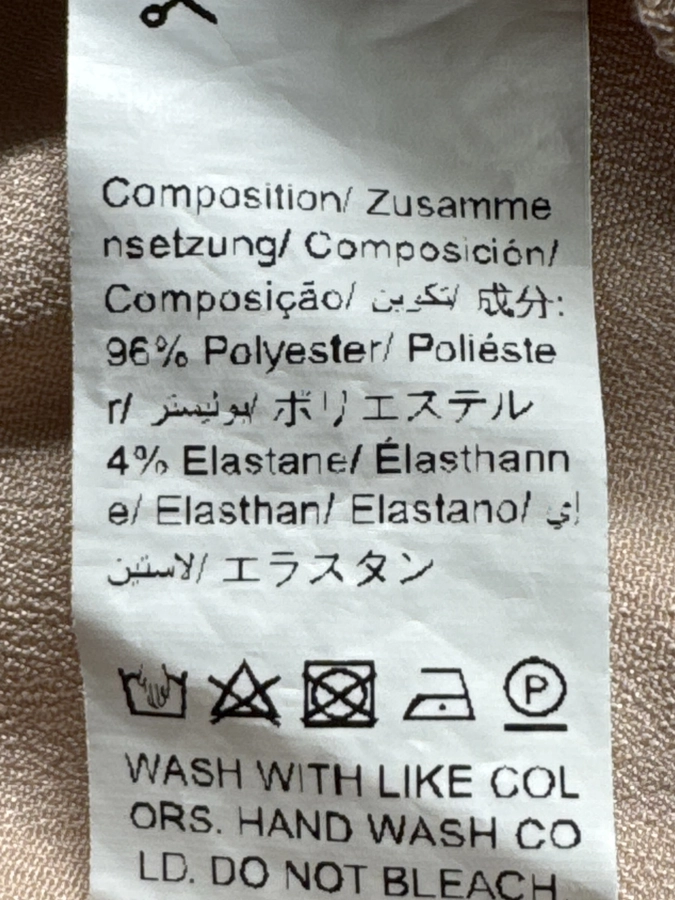 Composition/ Zusamme
nsetzung/ Composición/
Composição/ تكوين/ 成分:
96% Polyester/ Poliéste
r/ بوليستر/ ポリエステル
4% Elastane/ Élasthann
e/ Elasthan/ Elastano/ إي
لاستين/ エラスタン
P
WASH WITH LIKE COL
ORS. HAND WASH CO
LD. DO NOT BLEACH.